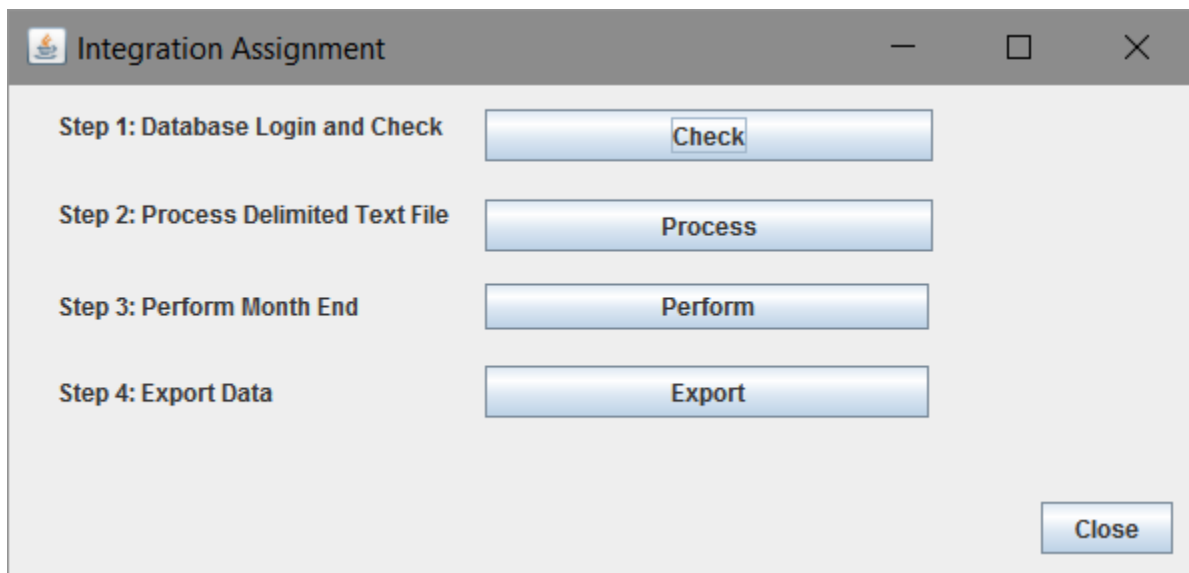 Integration Assignment
Step 1: Database Login and Check
Check
Step 2: Process Delimited Text File
Process
Step 3: Perform Month End
Perform
Step 4: Export Data
Export
Close